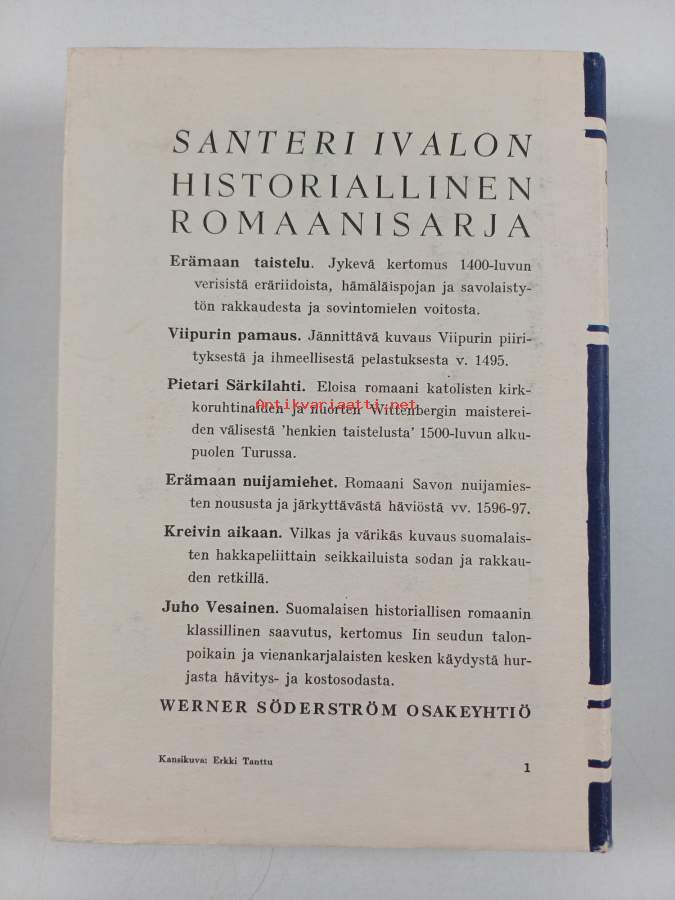 SANTERI IVALON
HISTORIALLINEN
ROMAANISARJA
Erämaan taistelu. Jykevä kertomus 1400-luvun
verisistä eräriidoista, hämäläispojan ja savolaisty-
tön rakkaudesta ja sovintomielen voitosta.
Viipurin pamaus. Jännittävä kuvaus Viipurin piiri-
tyksestä ja ihmeellisestä pelastuksesta v. 1495.
Pietari Särkilahti. Eloisa romaani katolisten kirk-
koruhtinaiden ja nuorten Wittenbergin maisterei-
Antikvariaatti.net
den välisestä 'henkien taistelusta' 1500-luvun alku-
puolen Turussa.
Erämaan nuijamiehet. Romaani Savon nuijamies-
ten noususta ja järkyttävästä häviöstä vv. 1596-97.
Kreivin aikaan. Vilkas ja värikäs kuvaus suomalais-
ten hakkapeliittain seikkailuista sodan ja rakkau-
den retkillä.
Juho Vesainen. Suomalaisen historiallisen romaanin
klassillinen saavutus, kertomus Iin seudun talon-
poikain ja vienankarjalaisten kesken käydystä hur-
jasta hävitys- ja kostosodasta.
WERNER SÖDERSTRÖM OSAKEYHTIÖ
Kansikuva: Erkki Tanttu
1